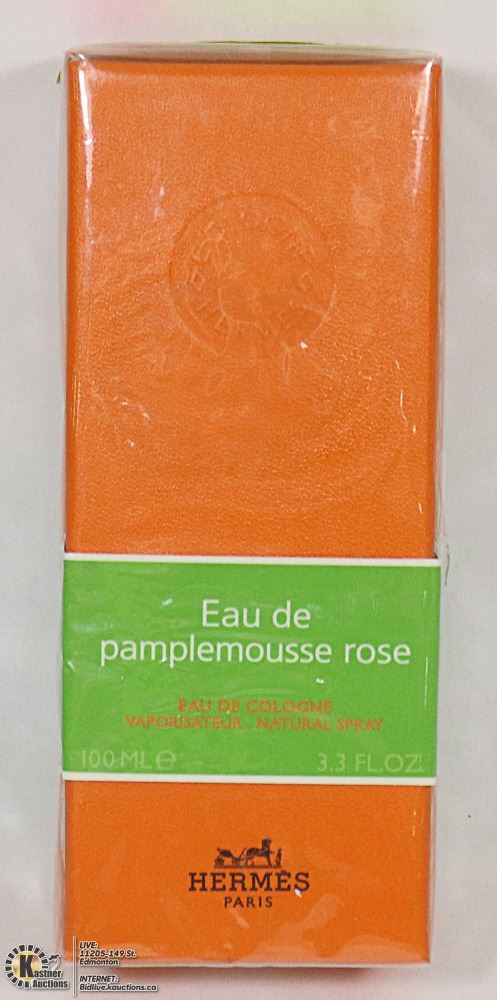 Eau de
pamplemousse rose
EAU DE COLOGNE
VAPORISATEUR . NATURAL SPRAY
100 ML ℮ 3.3 FL.OZ
HERMÈS
PARIS
Kastner
Auctions
LIVE:
11205-149 St.
Edmonton
INTERNET:
Bidlive.kauctions.ca